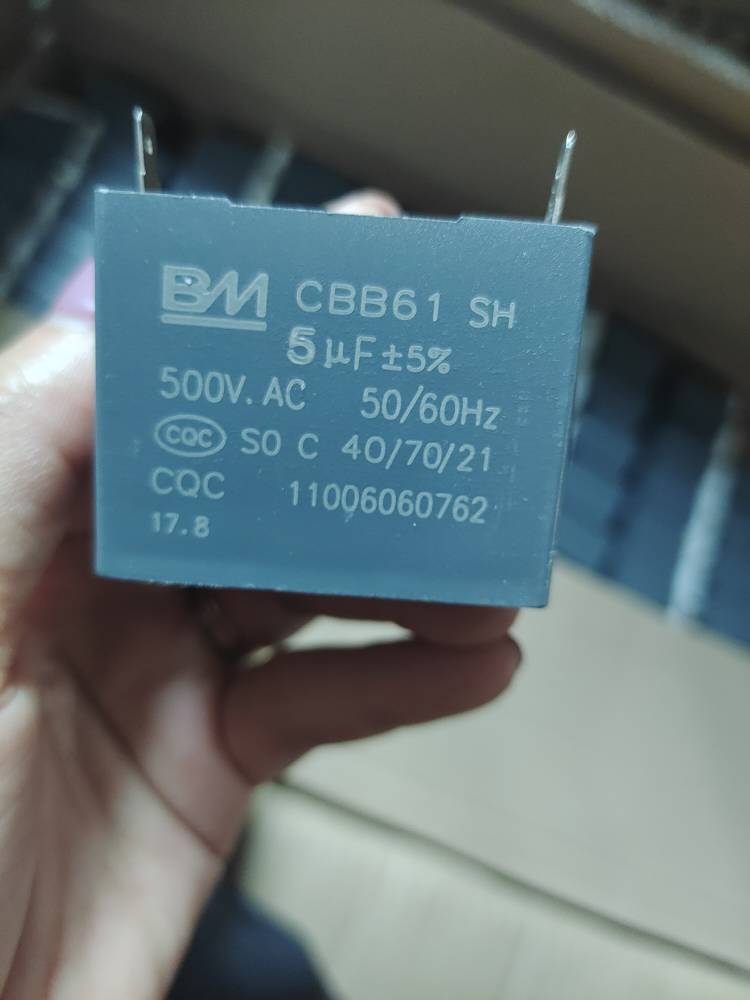 BM CBB61 SH
5μF±5%
500V.AC 50/60Hz
CQC S0 C 40/70/21
CQC 11006060762
17.8